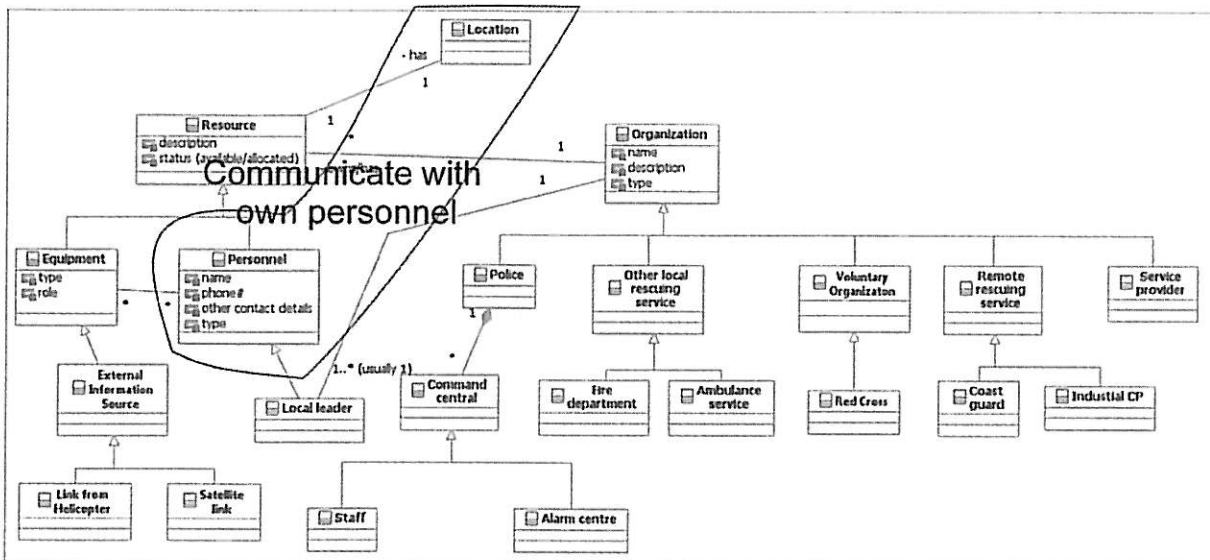 Location
- has
1
1
Resource
description
status (available/allocated)
*
1
Organization
name
description
type
1
Communicate with
own personnel
Equipment
type
role
*
*
Personnel
name
phone#
other contact details
type
Police
1
*
Other local
rescuing
service
Voluntary
Organizaton
Remote
rescuing
service
Service
provider
External
Information
Source
Local leader
1..* (usually 1)
Command
central
Fire
department
Ambulance
service
Red Cross
Coast
guard
Industial CP
Link from
Helicopter
Satellite
link
Staff
Alarm centre